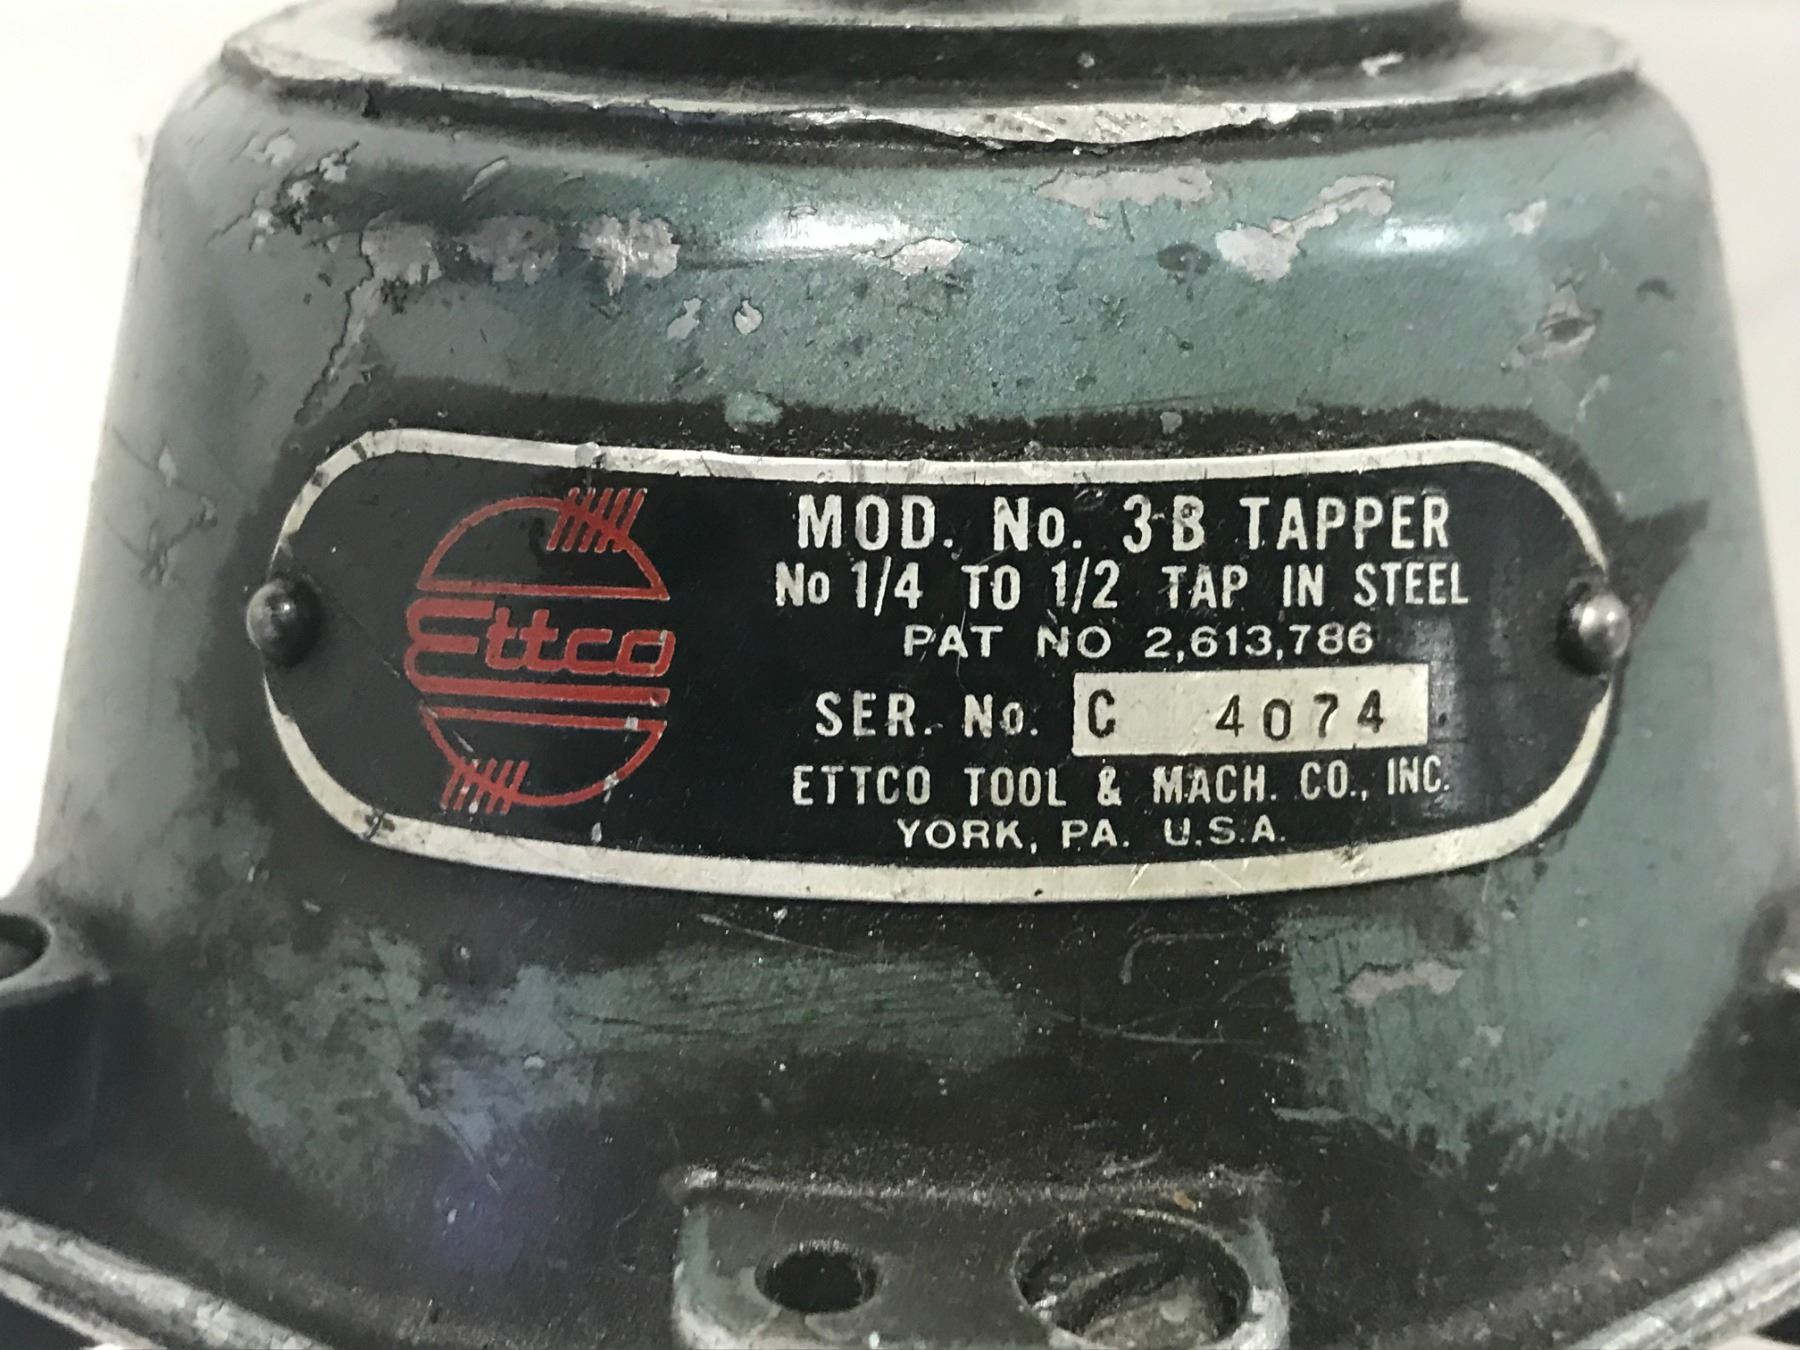 Ettco
MOD. No. 3-B TAPPER
No 1/4 TO 1/2 TAP IN STEEL
PAT NO 2,613,786
SER. No. C 4074
ETTCO TOOL & MACH. CO., INC.
YORK, PA. U.S.A.